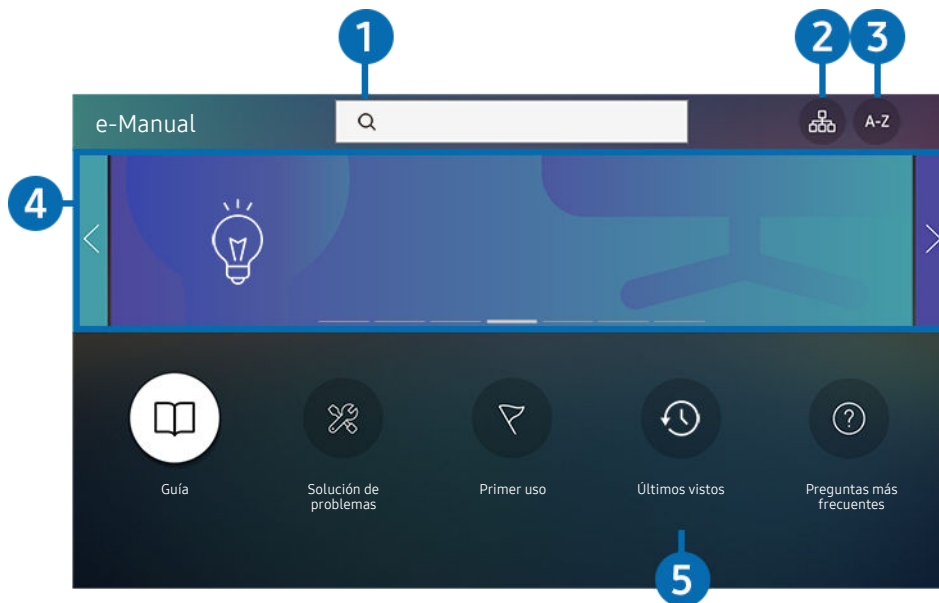 1
2
3
e-Manual
A-Z
4
Guía
Solución de
problemas
Primer uso
Últimos vistos
Preguntas más
frecuentes
5